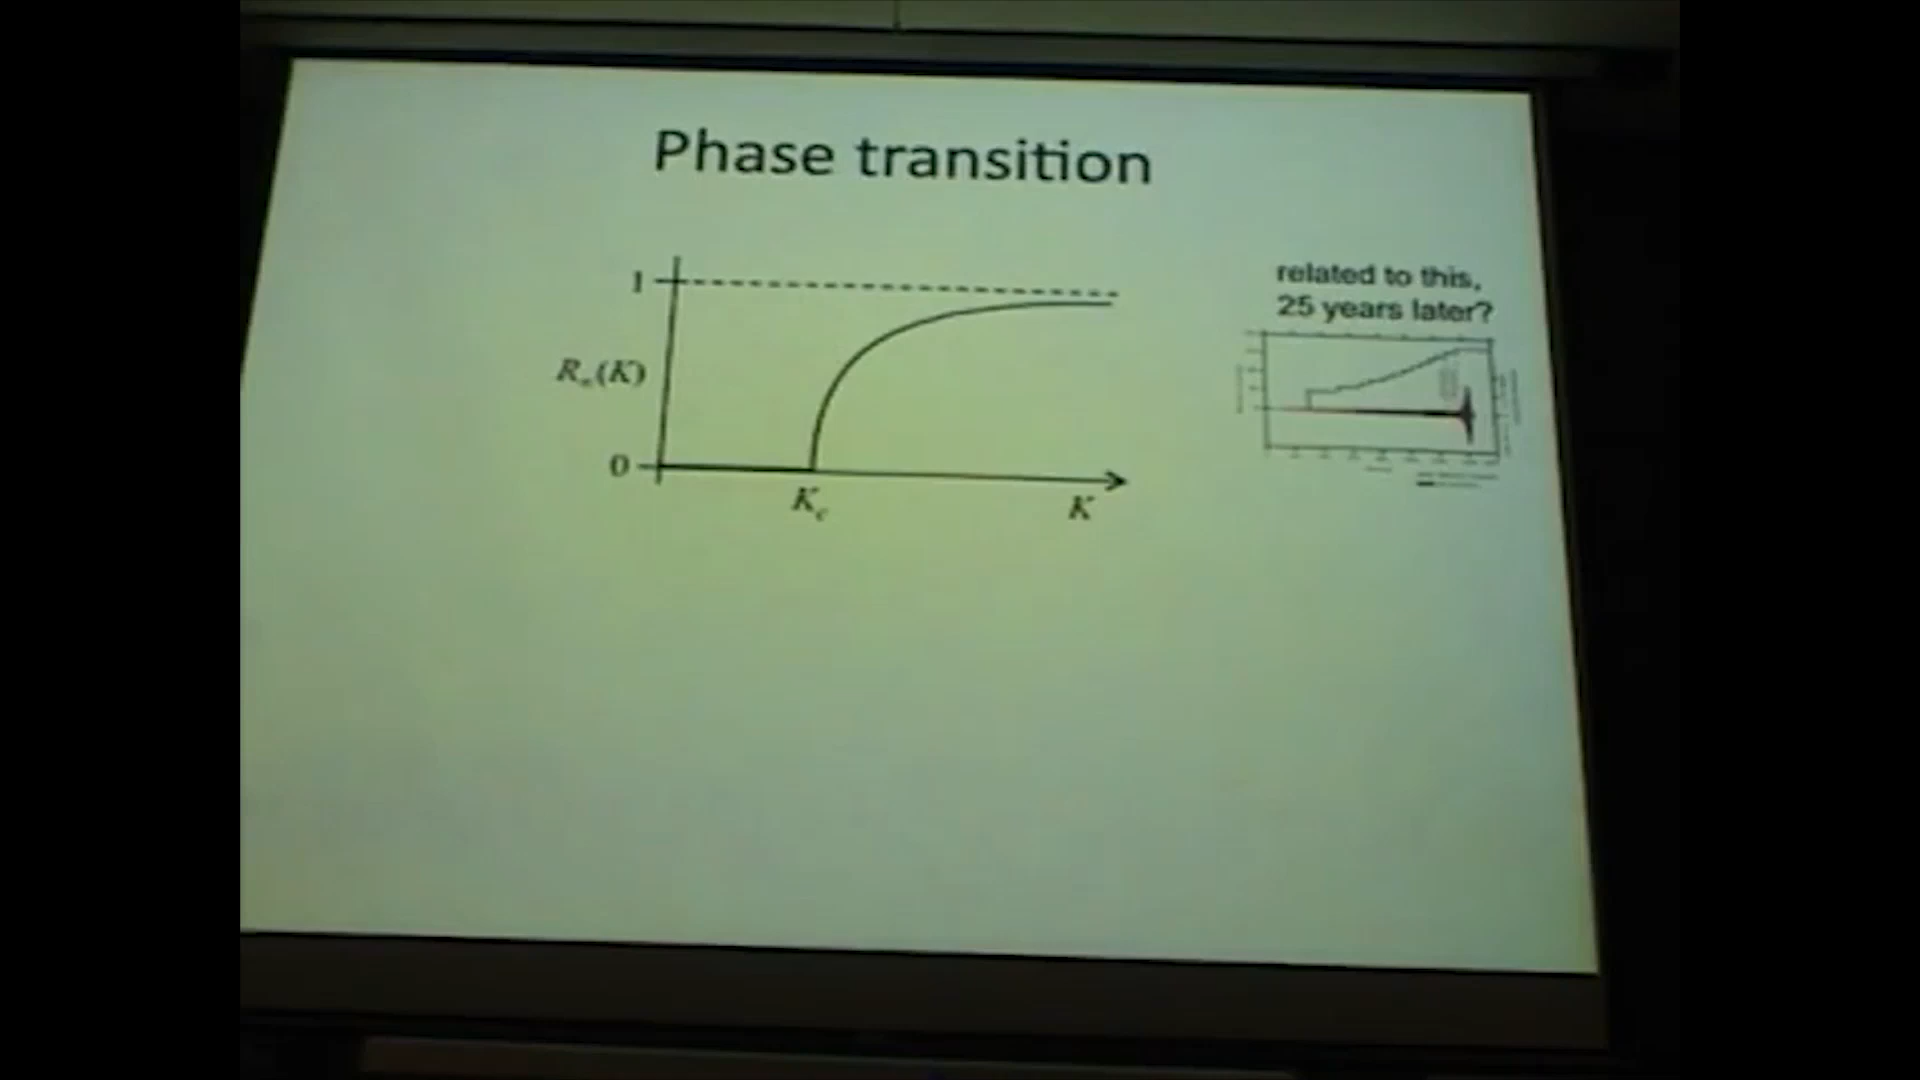 Phase transition
1
R∞(K)
0
Kc
K
related to this,
25 years later?